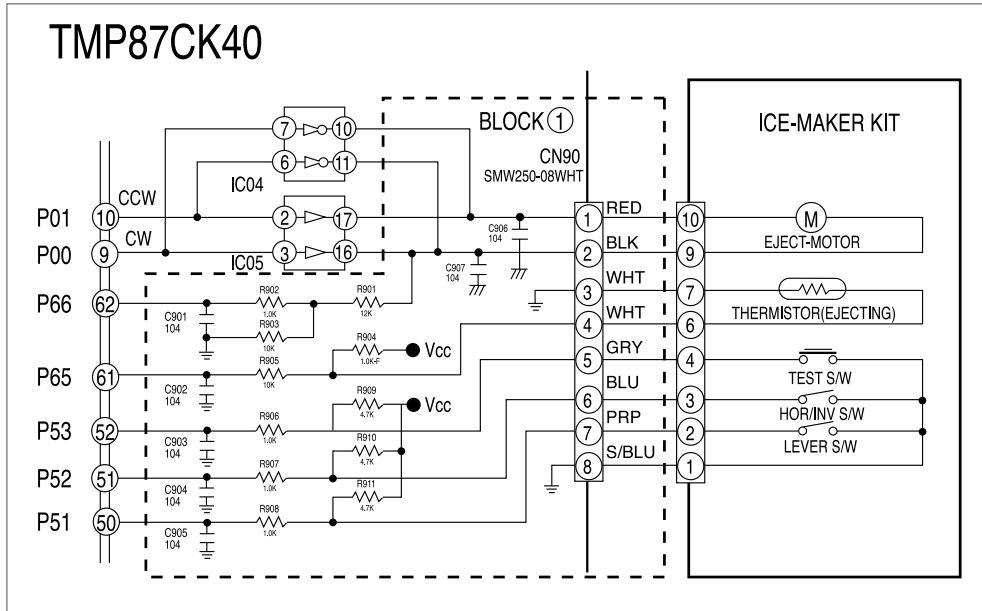 TMP87CK40
BLOCK ①
CN90
SMW250-08WHT
ICE-MAKER KIT
7 10
6 11
IC04
P01 10 CCW 2 17
P00 9 CW 3 16
IC05
C906
104
C907
104
1 RED 10
M
EJECT-MOTOR
2 BLK 9
3 WHT 7
THERMISTOR(EJECTING)
4 WHT 6
5 GRY 4
TEST S/W
6 BLU 3
HOR/INV S/W
7 PRP 2
LEVER S/W
8 S/BLU 1
P66 62
C901
104
R902
1.0K
R901
12K
R903
10K
R904
1.0K-F
Vcc
P65 61
R905
10K
C902
104
R909
4.7K
Vcc
P53 52
R906
1.0K
C903
104
R910
4.7K
P52 51
R907
1.0K
C904
104
R911
4.7K
P51 50
R908
1.0K
C905
104